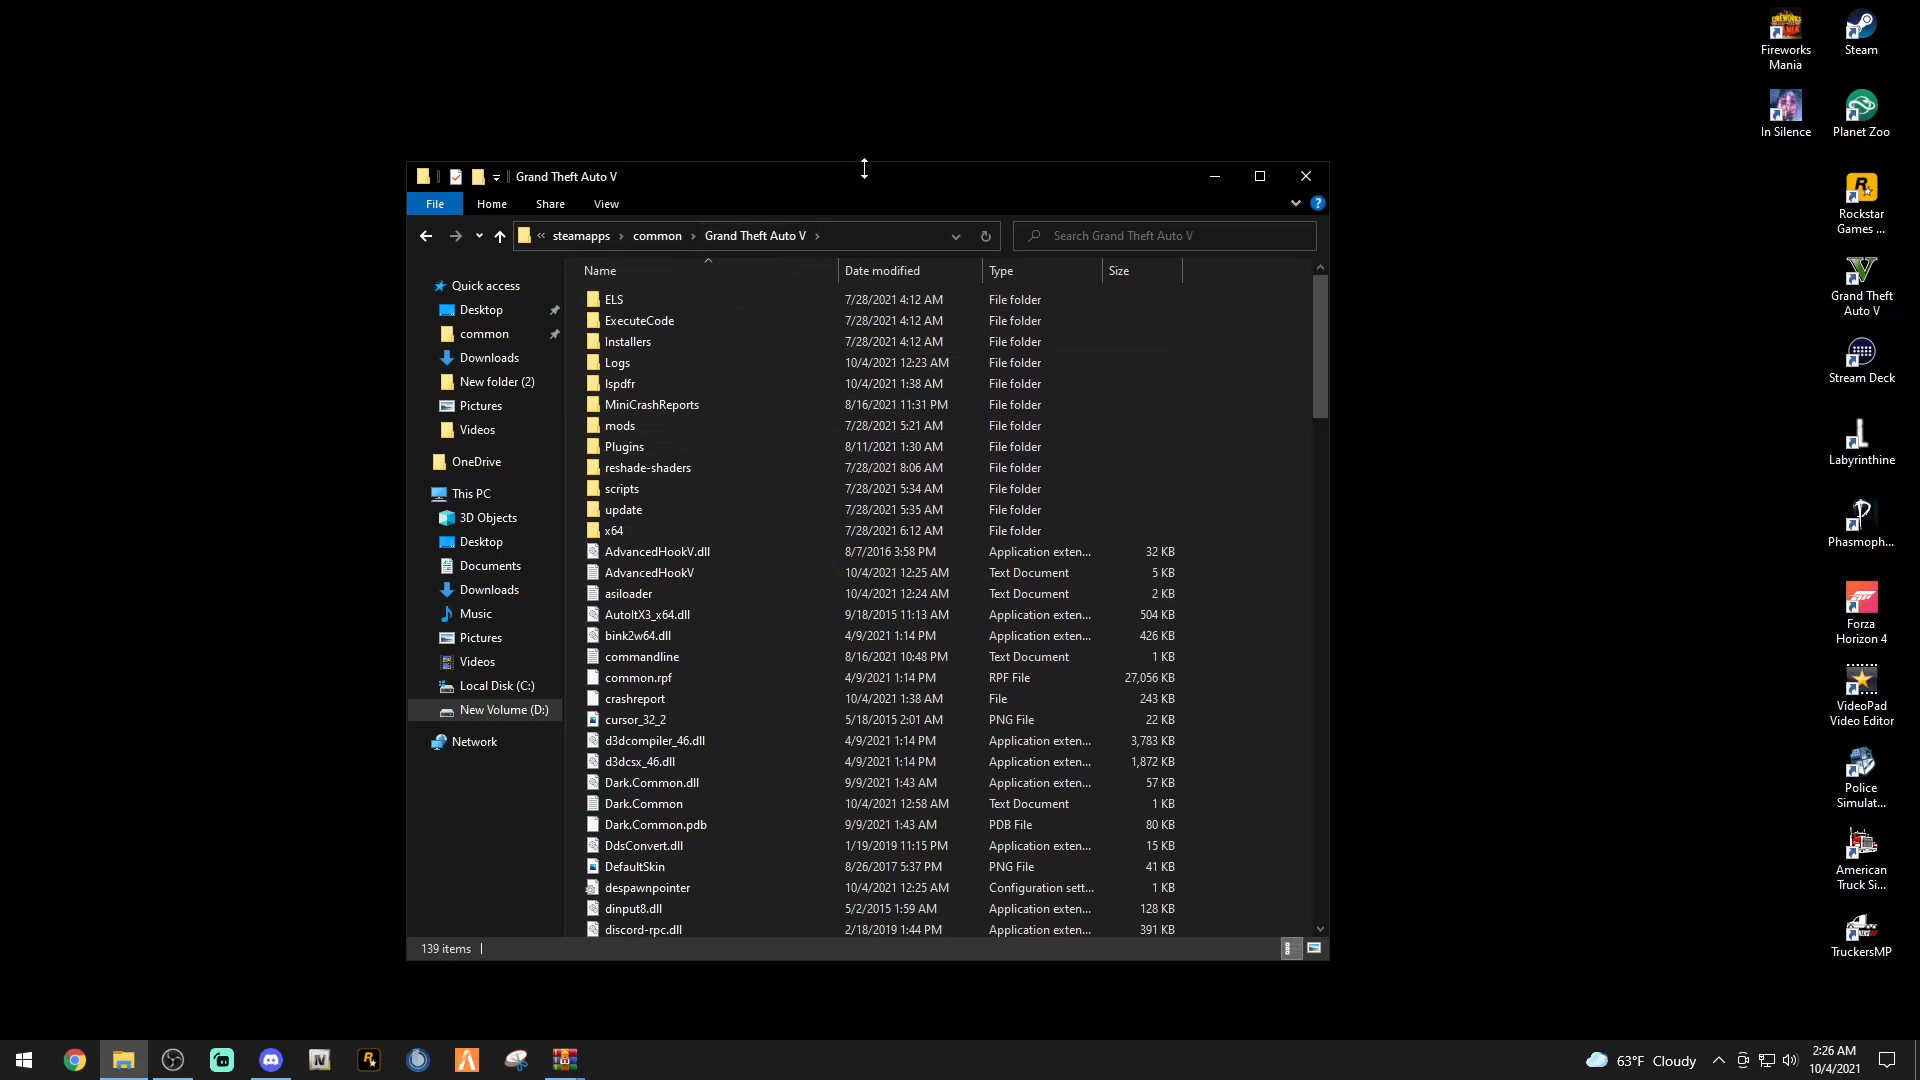 Fireworks Mania
Steam
In Silence
Planet Zoo
Rockstar Games ...
Grand Theft Auto V
Stream Deck
Labyrinthine
Phasmoph...
Forza Horizon 4
VideoPad Video Editor
Police Simulat...
American Truck Si...
TruckersMP
Grand Theft Auto V
File Home Share View
« steamapps › common › Grand Theft Auto V ›
Search Grand Theft Auto V
Quick access
Desktop
common
Downloads
New folder (2)
Pictures
Videos
OneDrive
This PC
3D Objects
Desktop
Documents
Downloads
Music
Pictures
Videos
Local Disk (C:)
New Volume (D:)
Network
Name Date modified Type Size
ELS 7/28/2021 4:12 AM File folder
ExecuteCode 7/28/2021 4:12 AM File folder
Installers 7/28/2021 4:12 AM File folder
Logs 10/4/2021 12:23 AM File folder
lspdfr 10/4/2021 1:38 AM File folder
MiniCrashReports 8/16/2021 11:31 PM File folder
mods 7/28/2021 5:21 AM File folder
Plugins 8/11/2021 1:30 AM File folder
reshade-shaders 7/28/2021 8:06 AM File folder
scripts 7/28/2021 5:34 AM File folder
update 7/28/2021 5:35 AM File folder
x64 7/28/2021 6:12 AM File folder
AdvancedHookV.dll 8/7/2016 3:58 PM Application exten... 32 KB
AdvancedHookV 10/4/2021 12:25 AM Text Document 5 KB
asiloader 10/4/2021 12:24 AM Text Document 2 KB
AutoItX3_x64.dll 9/18/2015 11:13 AM Application exten... 504 KB
bink2w64.dll 4/9/2021 1:14 PM Application exten... 426 KB
commandline 8/16/2021 10:48 PM Text Document 1 KB
common.rpf 4/9/2021 1:14 PM RPF File 27,056 KB
crashreport 10/4/2021 1:38 AM File 243 KB
cursor_32_2 5/18/2015 2:01 AM PNG File 22 KB
d3dcompiler_46.dll 4/9/2021 1:14 PM Application exten... 3,783 KB
d3dcsx_46.dll 4/9/2021 1:14 PM Application exten... 1,872 KB
Dark.Common.dll 9/9/2021 1:43 AM Application exten... 57 KB
Dark.Common 10/4/2021 12:58 AM Text Document 1 KB
Dark.Common.pdb 9/9/2021 1:43 AM PDB File 80 KB
DdsConvert.dll 1/19/2019 11:15 PM Application exten... 15 KB
DefaultSkin 8/26/2017 5:37 PM PNG File 41 KB
despawnpointer 10/4/2021 12:25 AM Configuration sett... 1 KB
dinput8.dll 5/2/2015 1:59 AM Application exten... 128 KB
discord-rpc.dll 2/18/2019 1:44 PM Application exten... 391 KB
139 items
63°F Cloudy
2:26 AM
10/4/2021